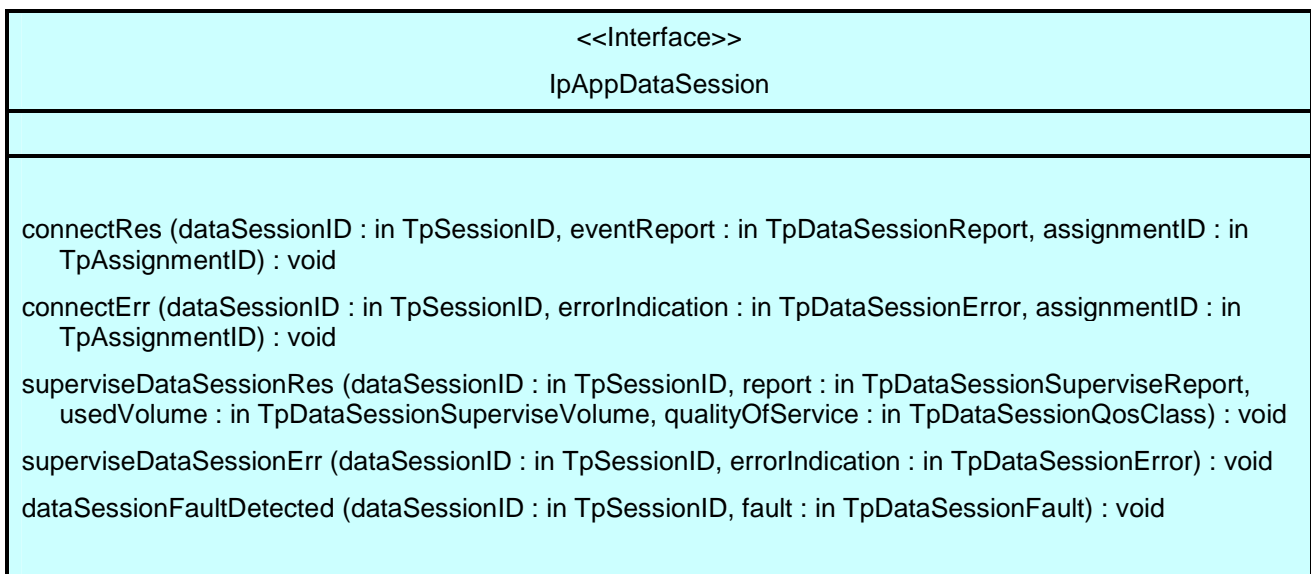 <<Interface>>
IpAppDataSession
connectRes (dataSessionID : in TpSessionID, eventReport : in TpDataSessionReport, assignmentID : in
TpAssignmentID) : void
connectErr (dataSessionID : in TpSessionID, errorIndication : in TpDataSessionError, assignmentID : in
TpAssignmentID) : void
superviseDataSessionRes (dataSessionID : in TpSessionID, report : in TpDataSessionSuperviseReport,
usedVolume : in TpDataSessionSuperviseVolume, qualityOfService : in TpDataSessionQosClass) : void
superviseDataSessionErr (dataSessionID : in TpSessionID, errorIndication : in TpDataSessionError) : void
dataSessionFaultDetected (dataSessionID : in TpSessionID, fault : in TpDataSessionFault) : void